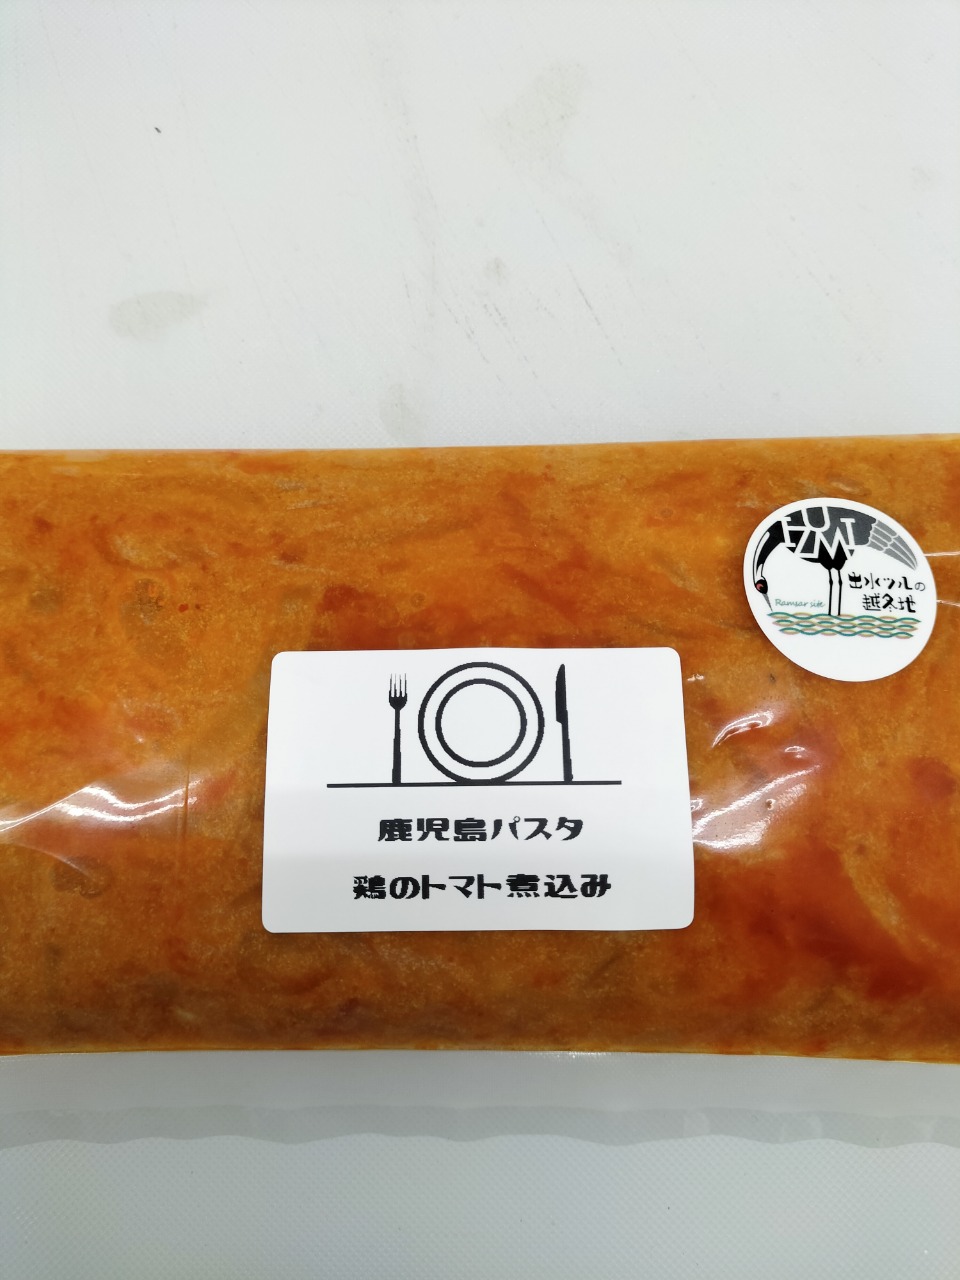 IZUMI
出水ツルの
越冬地
Ramsar site
鹿児島パスタ
鶏のトマト煮込み